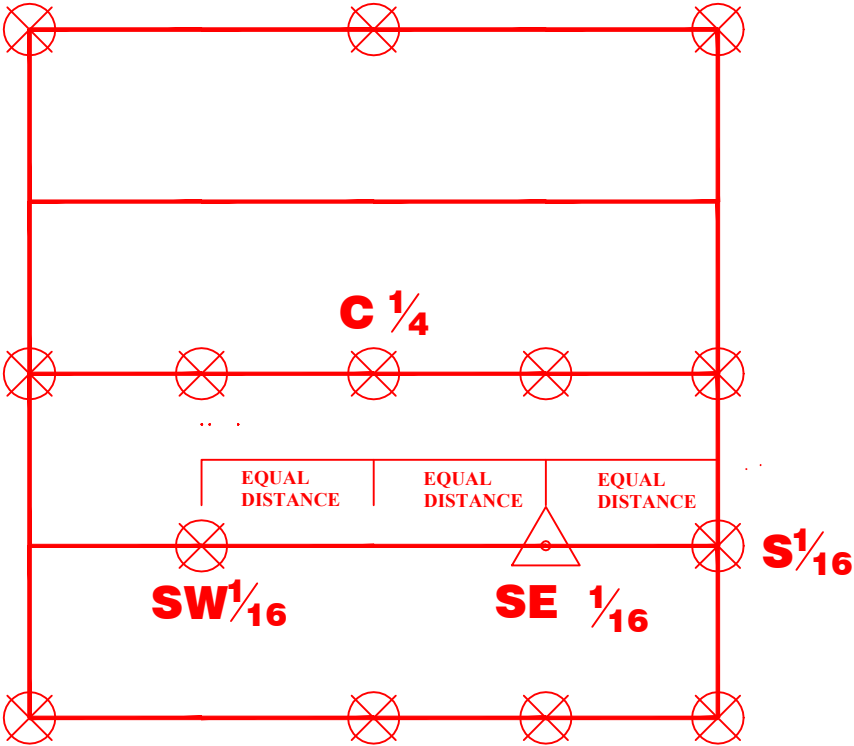 C 1/4
EQUAL
DISTANCE
EQUAL
DISTANCE
EQUAL
DISTANCE
S1/16
SW1/16
SE 1/16